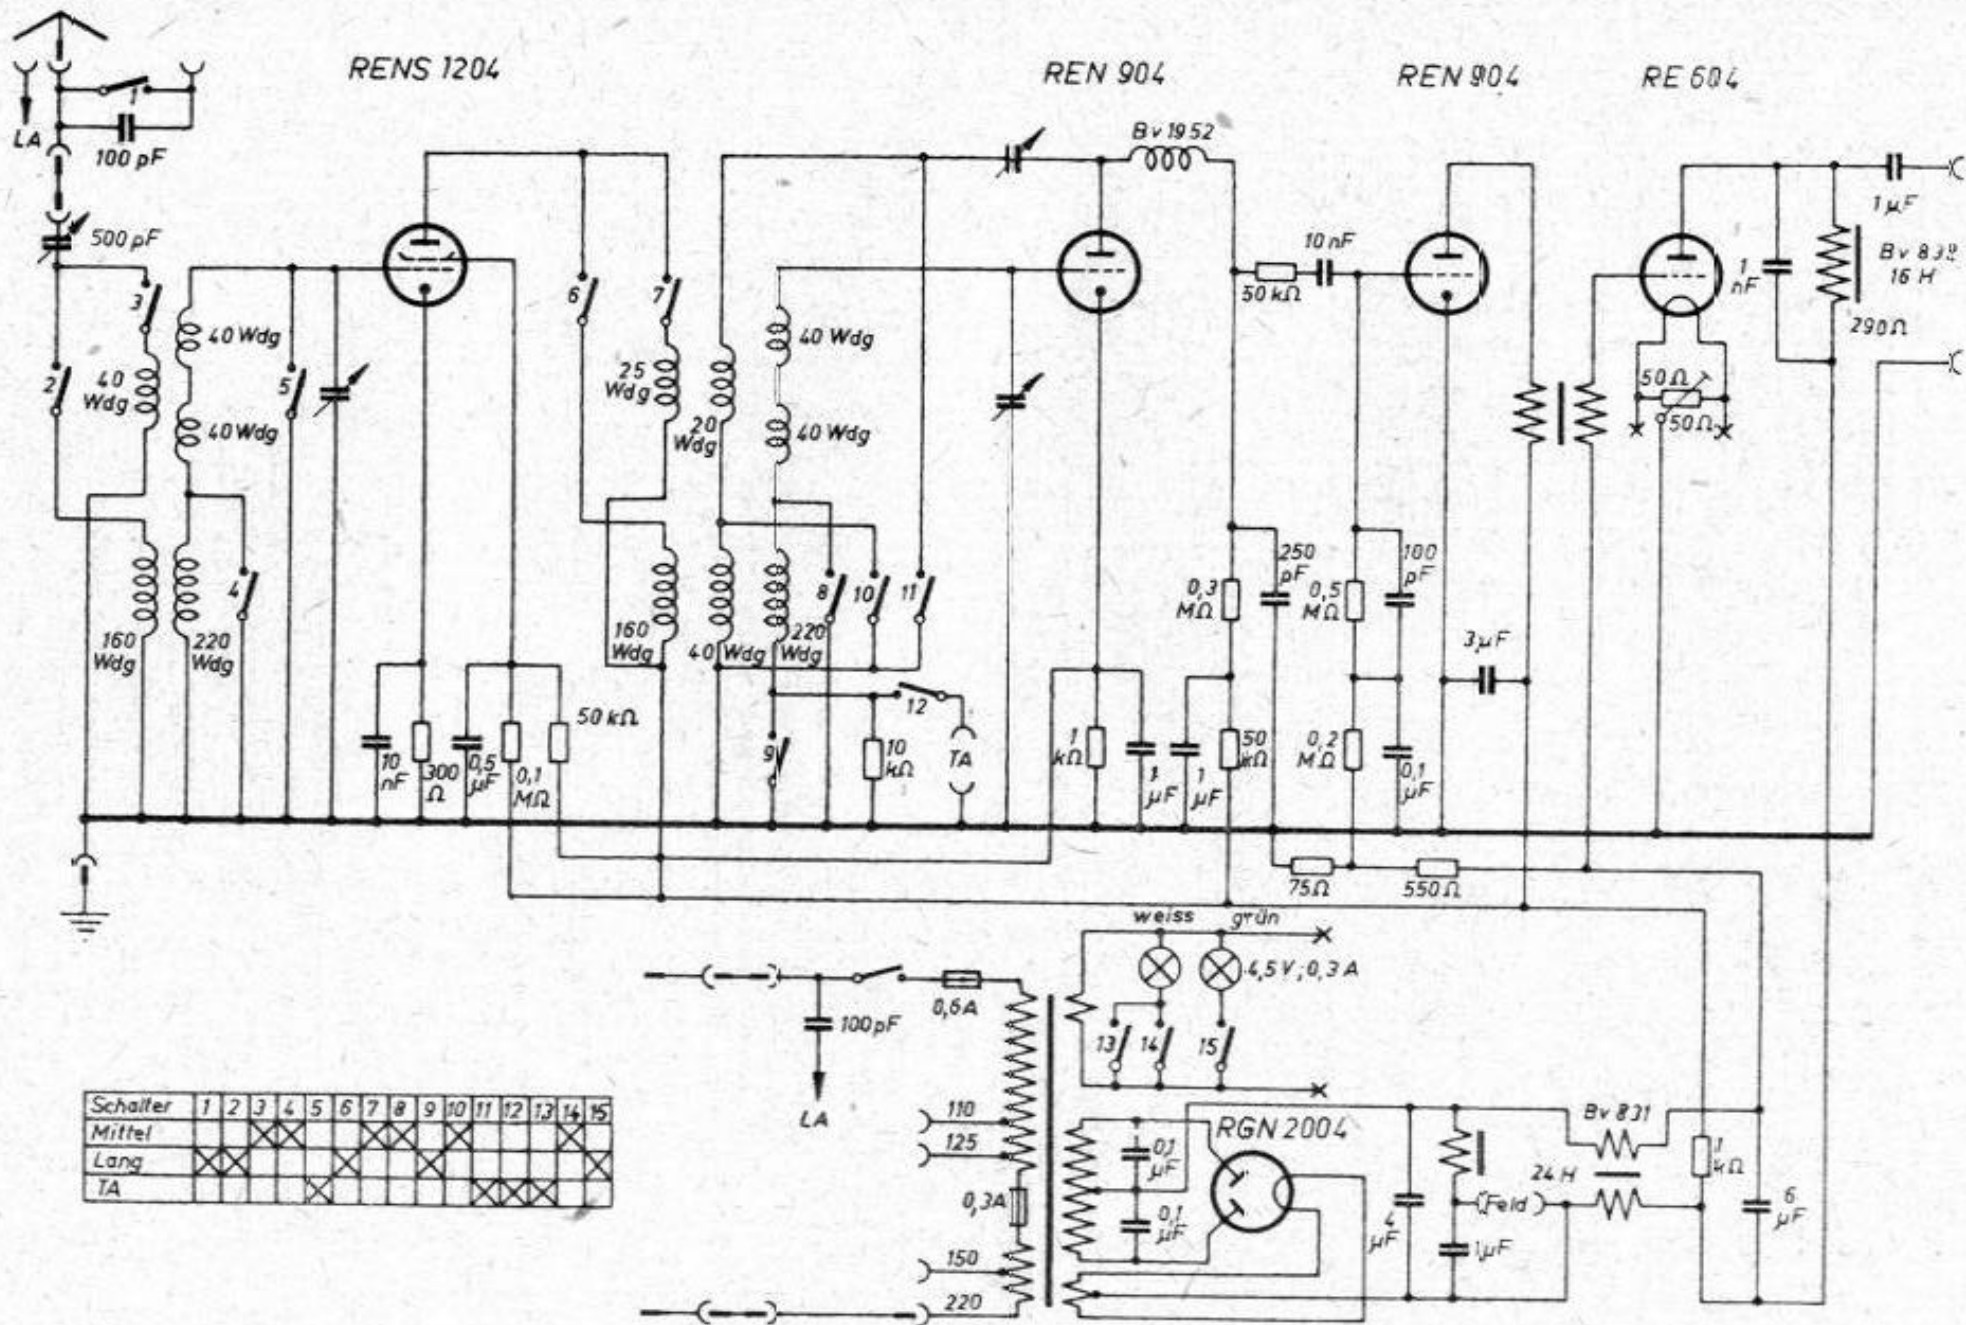 RENS 1204
REN 904
REN 904
RE 604
LA
1
100 pF
500 pF
Bv 1952
3
2
40 Wdg
40 Wdg
40 Wdg
5
4
160 Wdg
220 Wdg
6
7
25 Wdg
20 Wdg
40 Wdg
40 Wdg
160 Wdg
40 Wdg
220 Wdg
8
10
11
12
9
10 nF
300 Ω
0,5 µF
0,1 MΩ
50 kΩ
10 kΩ
TA
1 kΩ
1 µF
1 µF
50 kΩ
10 nF
50 kΩ
0,3 MΩ
250 pF
0,5 MΩ
100 pF
0,2 MΩ
0,1 µF
3 µF
50 Ω
50 Ω
1 nF
1 µF
16 H
290 Ω
75 Ω
550 Ω
weiss grün
4,5 V; 0,3 A
13
14
15
0,6 A
100 pF
LA
110
125
0,3 A
150
220
RGN 2004
0,1 µF
0,1 µF
4 µF
1 µF
Feld
Bv 831
24 H
1 kΩ
6 µF
Schalter 1 2 3 4 5 6 7 8 9 10 11 12 13 14 15
Mittel X X X X X X
Lang X X X X X
TA X X X X